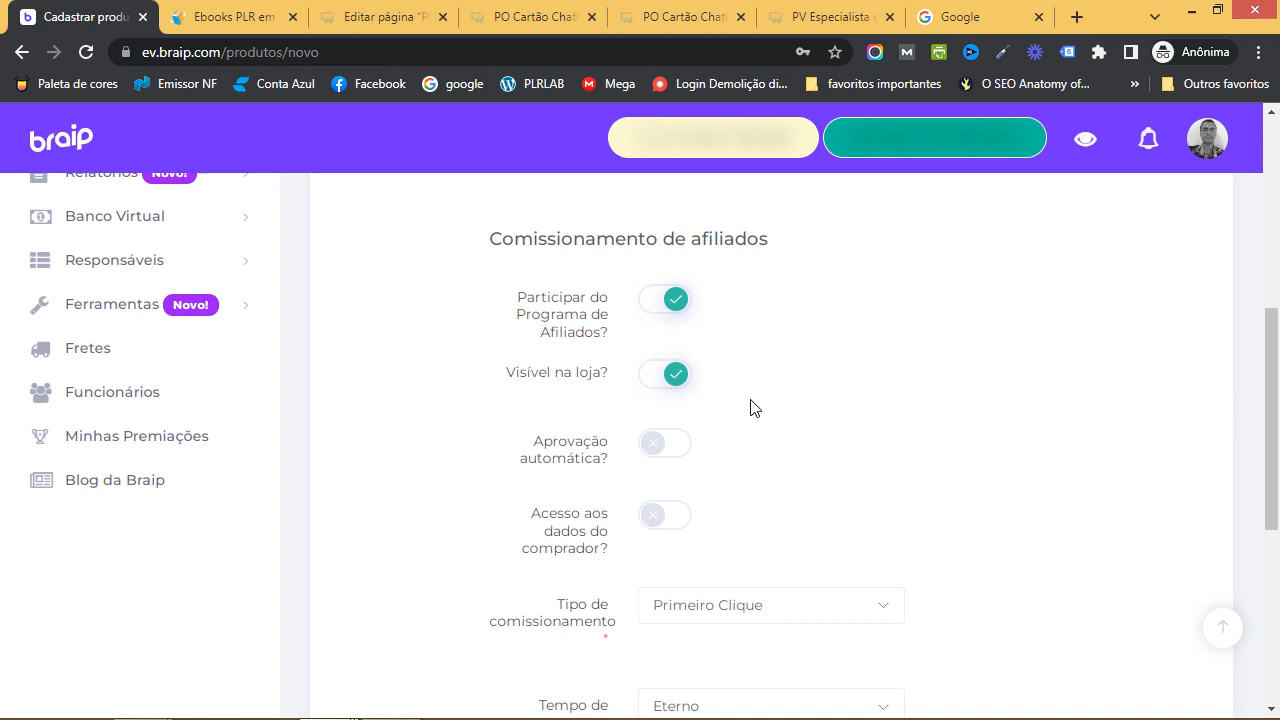 Cadastrar produ
Ebooks PLR em
Editar página "P
PO Cartão Chat
PO Cartão Chat
PV Especialista e
Google
ev.braip.com/produtos/novo
Anônima
Paleta de cores
Emissor NF
Conta Azul
Facebook
google
PLRLAB
Mega
Login Demolição di...
favoritos importantes
O SEO Anatomy of...
Outros favoritos
braip
Relatórios Novo!
Banco Virtual
Responsáveis
Ferramentas Novo!
Fretes
Funcionários
Minhas Premiações
Blog da Braip
Comissionamento de afiliados
Participar do
Programa de
Afiliados?
Visível na loja?
Aprovação
automática?
Acesso aos
dados do
comprador?
Tipo de
comissionamento
*
Primeiro Clique
Tempo de
Eterno